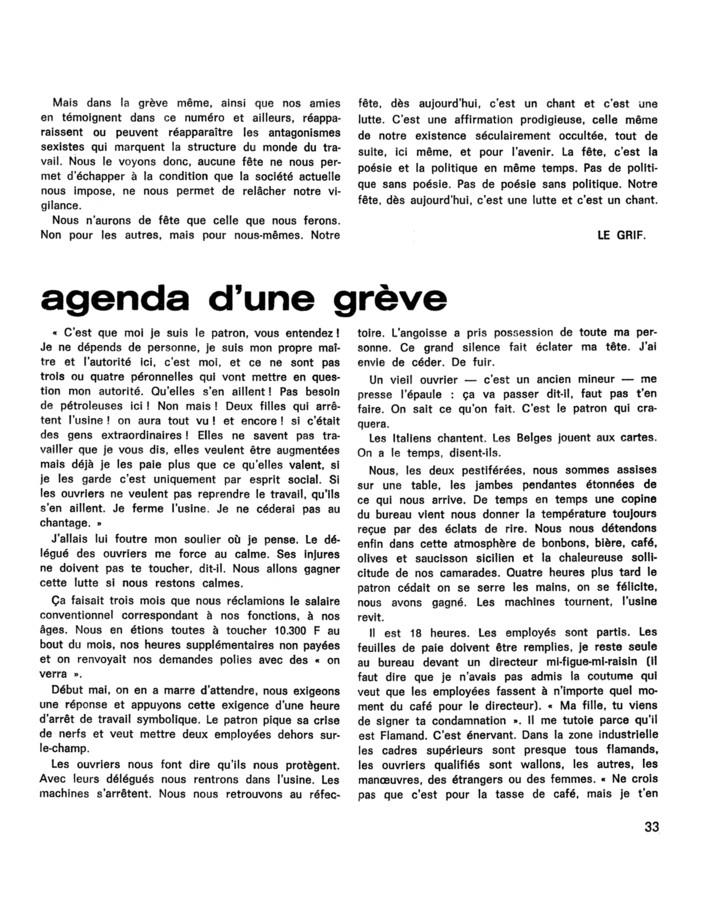 Mais dans la grève même, ainsi que nos amies
en témoignent dans ce numéro et ailleurs, réappa-
raissent ou peuvent réapparaître les antagonismes
sexistes qui marquent la structure du monde du tra-
vail. Nous le voyons donc, aucune fête ne nous per-
met d'échapper à la condition que la société actuelle
nous impose, ne nous permet de relâcher notre vi-
gilance.
Nous n'aurons de fête que celle que nous ferons.
Non pour les autres, mais pour nous-mêmes. Notre
fête, dès aujourd'hui, c'est un chant et c'est une
lutte. C'est une affirmation prodigieuse, celle même
de notre existence séculairement occultée, tout de
suite, ici même, et pour l'avenir. La fête, c'est la
poésie et la politique en même temps. Pas de politi-
que sans poésie. Pas de poésie sans politique. Notre
fête, dès aujourd'hui, c'est une lutte et c'est un chant.
LE GRIF.
agenda d'une grève
« C'est que moi je suis le patron, vous entendez !
Je ne dépends de personne, je suis mon propre maî-
tre et l'autorité ici, c'est moi, et ce ne sont pas
trois ou quatre péronnelles qui vont mettre en ques-
tion mon autorité. Qu'elles s'en aillent ! Pas besoin
de pétroleuses ici ! Non mais ! Deux filles qui arrê-
tent l'usine ! on aura tout vu ! et encore ! si c'était
des gens extraordinaires ! Elles ne savent pas tra-
vailler que je vous dis, elles veulent être augmentées
mais déjà je les paie plus que ce qu'elles valent, si
je les garde c'est uniquement par esprit social. Si
les ouvriers ne veulent pas reprendre le travail, qu'ils
s'en aillent. Je ferme l'usine. Je ne céderai pas au
chantage. »
J'allais lui foutre mon soulier où je pense. Le dé-
légué des ouvriers me force au calme. Ses injures
ne doivent pas te toucher, dit-il. Nous allons gagner
cette lutte si nous restons calmes.
Ça faisait trois mois que nous réclamions le salaire
conventionnel correspondant à nos fonctions, à nos
âges. Nous en étions toutes à toucher 10.300 F au
bout du mois, nos heures supplémentaires non payées
et on renvoyait nos demandes polies avec des « on
verra ».
Début mai, on en a marre d'attendre, nous exigeons
une réponse et appuyons cette exigence d'une heure
d'arrêt de travail symbolique. Le patron pique sa crise
de nerfs et veut mettre deux employées dehors sur-
le-champ.
Les ouvriers nous font dire qu'ils nous protègent.
Avec leurs délégués nous rentrons dans l'usine. Les
machines s'arrêtent. Nous nous retrouvons au réfec-
toire. L'angoisse a pris possession de toute ma per-
sonne. Ce grand silence fait éclater ma tête. J'ai
envie de céder. De fuir.
Un vieil ouvrier — c'est un ancien mineur — me
presse l'épaule : ça va passer dit-il, faut pas t'en
faire. On sait ce qu'on fait. C'est le patron qui cra-
quera.
Les Italiens chantent. Les Belges jouent aux cartes.
On a le temps, disent-ils.
Nous, les deux pestiférées, nous sommes assises
sur une table, les jambes pendantes étonnées de
ce qui nous arrive. De temps en temps une copine
du bureau vient nous donner la température toujours
reçue par des éclats de rire. Nous nous détendons
enfin dans cette atmosphère de bonbons, bière, café,
olives et saucisson sicilien et la chaleureuse solli-
citude de nos camarades. Quatre heures plus tard le
patron cédait on se serre les mains, on se félicite,
nous avons gagné. Les machines tournent, l'usine
revit.
Il est 18 heures. Les employés sont partis. Les
feuilles de paie doivent être remplies, je reste seule
au bureau devant un directeur mi-figue-mi-raisin (il
faut dire que je n'avais pas admis la coutume qui
veut que les employées fassent à n'importe quel mo-
ment du café pour le directeur). « Ma fille, tu viens
de signer ta condamnation ». Il me tutoie parce qu'il
est Flamand. C'est énervant. Dans la zone industrielle
les cadres supérieurs sont presque tous flamands,
les ouvriers qualifiés sont wallons, les autres, les
manœuvres, des étrangers ou des femmes. « Ne crois
pas que c'est pour la tasse de café, mais je t'en
33